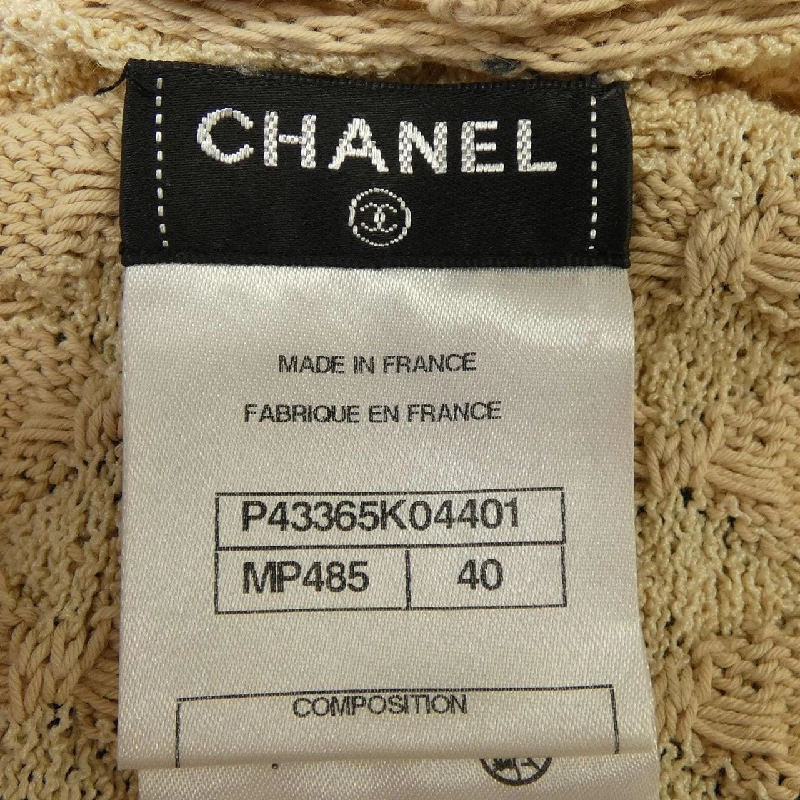 CHANEL
MADE IN FRANCE
FABRIQUE EN FRANCE
P43365K04401
MP485 40
COMPOSITION